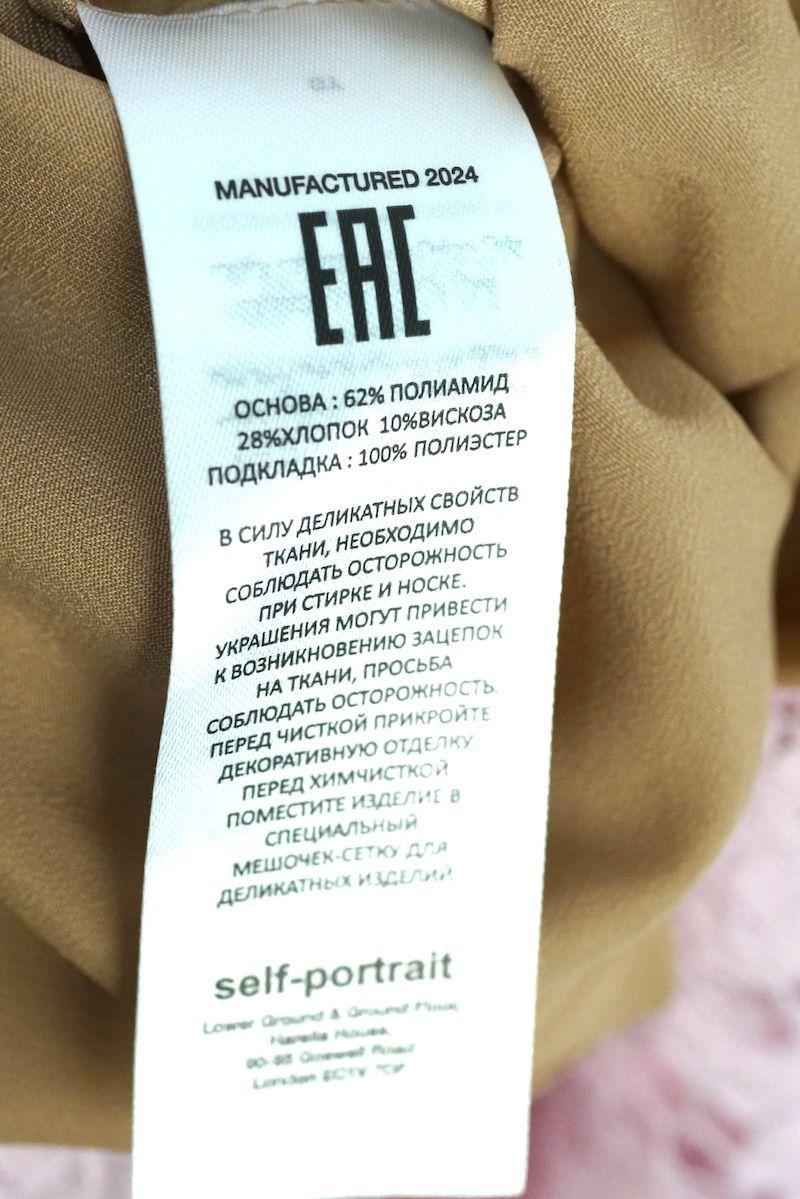 MANUFACTURED 2024
EAC
ОСНОВА : 62% ПОЛИАМИД
28%ХЛОПОК 10%ВИСКОЗА
ПОДКЛАДКА : 100% ПОЛИЭСТЕР
В СИЛУ ДЕЛИКАТНЫХ СВОЙСТВ
ТКАНИ, НЕОБХОДИМО
СОБЛЮДАТЬ ОСТОРОЖНОСТЬ
ПРИ СТИРКЕ И НОСКЕ.
УКРАШЕНИЯ МОГУТ ПРИВЕСТИ
К ВОЗНИКНОВЕНИЮ ЗАЦЕПОК
НА ТКАНИ, ПРОСЬБА
СОБЛЮДАТЬ ОСТОРОЖНОСТЬ.
ПЕРЕД ЧИСТКОЙ ПРИКРОЙТЕ
ДЕКОРАТИВНУЮ ОТДЕЛКУ.
ПЕРЕД ХИМЧИСТКОЙ
ПОМЕСТИТЕ ИЗДЕЛИЕ В
СПЕЦИАЛЬНЫЙ
МЕШОЧЕК-СЕТКУ ДЛЯ
ДЕЛИКАТНЫХ ИЗДЕЛИЙ.
self-portrait
Lower Ground & Ground Floor,
House,
Road
London